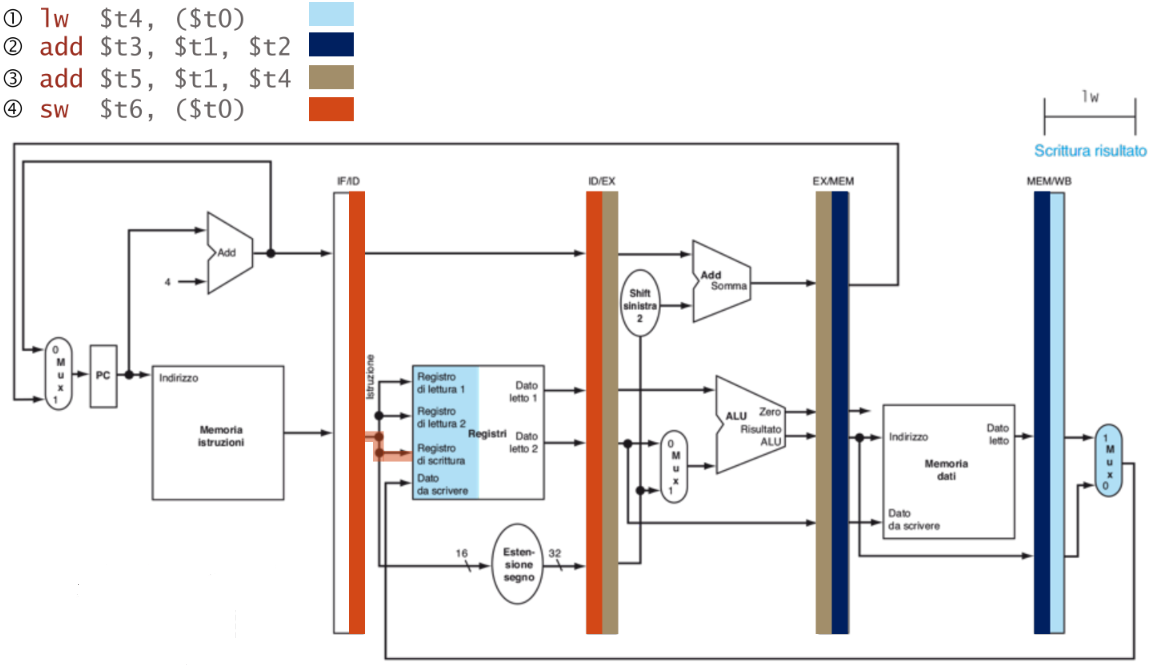 ① lw $t4, ($t0)
② add $t3, $t1, $t2
③ add $t5, $t1, $t4
④ sw $t6, ($t0)
lw
Scrittura risultato
IF/ID
ID/EX
EX/MEM
MEM/WB
Add
4
Add
Somma
Shift
sinistra
2
0
M
u
x
1
PC
Indirizzo
Memoria
istruzioni
Istruzione
Registro
di lettura 1
Registro
di lettura 2
Registri
Registro
di scrittura
Dato
da scrivere
Dato
letto 1
Dato
letto 2
16
Esten-
sione
segno
32
0
M
u
x
1
ALU
Zero
Risultato
ALU
Indirizzo
Dato
letto
Memoria
dati
Dato
da scrivere
1
M
u
x
0